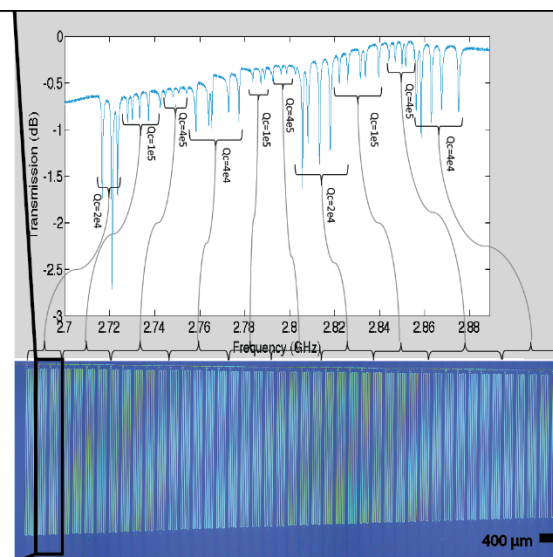 0
-0.5
-1
-1.5
-2
-2.5
-3
Transmission (dB)
Qc=2e4
Qc=1e5
Qc=4e5
Qc=4e4
Qc=1e5
Qc=4e5
Qc=2e4
Qc=1e5
Qc=4e5
Qc=4e4
2.7 2.72 2.74 2.76 2.78 2.8 2.82 2.84 2.86 2.88
Frequency (GHz)
400 µm